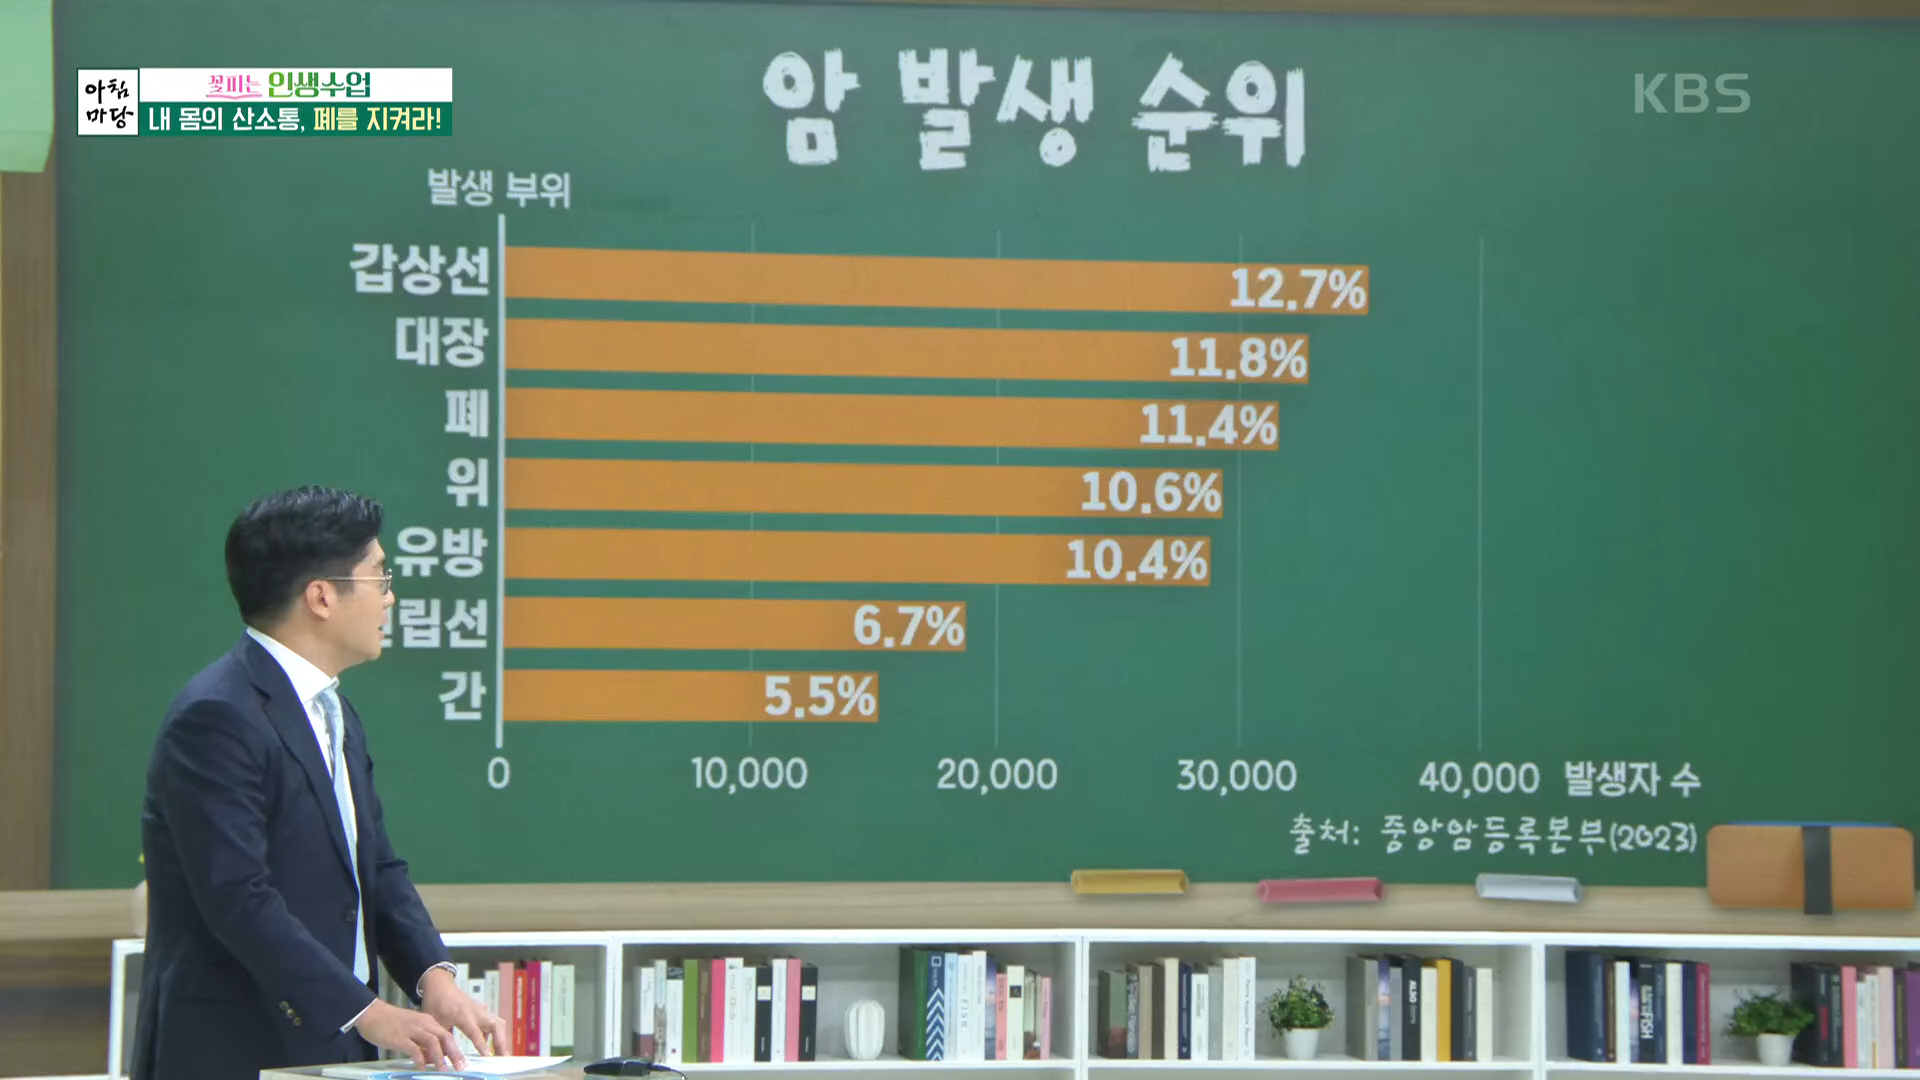 아침
마당
꽃피는 인생수업
내 몸의 산소통, 폐를 지켜라!
KBS
암 발생 순위
발생 부위
갑상선 12.7%
대장 11.8%
폐 11.4%
위 10.6%
유방 10.4%
립선 6.7%
간 5.5%
0 10,000 20,000 30,000 40,000 발생자 수
출처: 중앙암등록본부(2023)